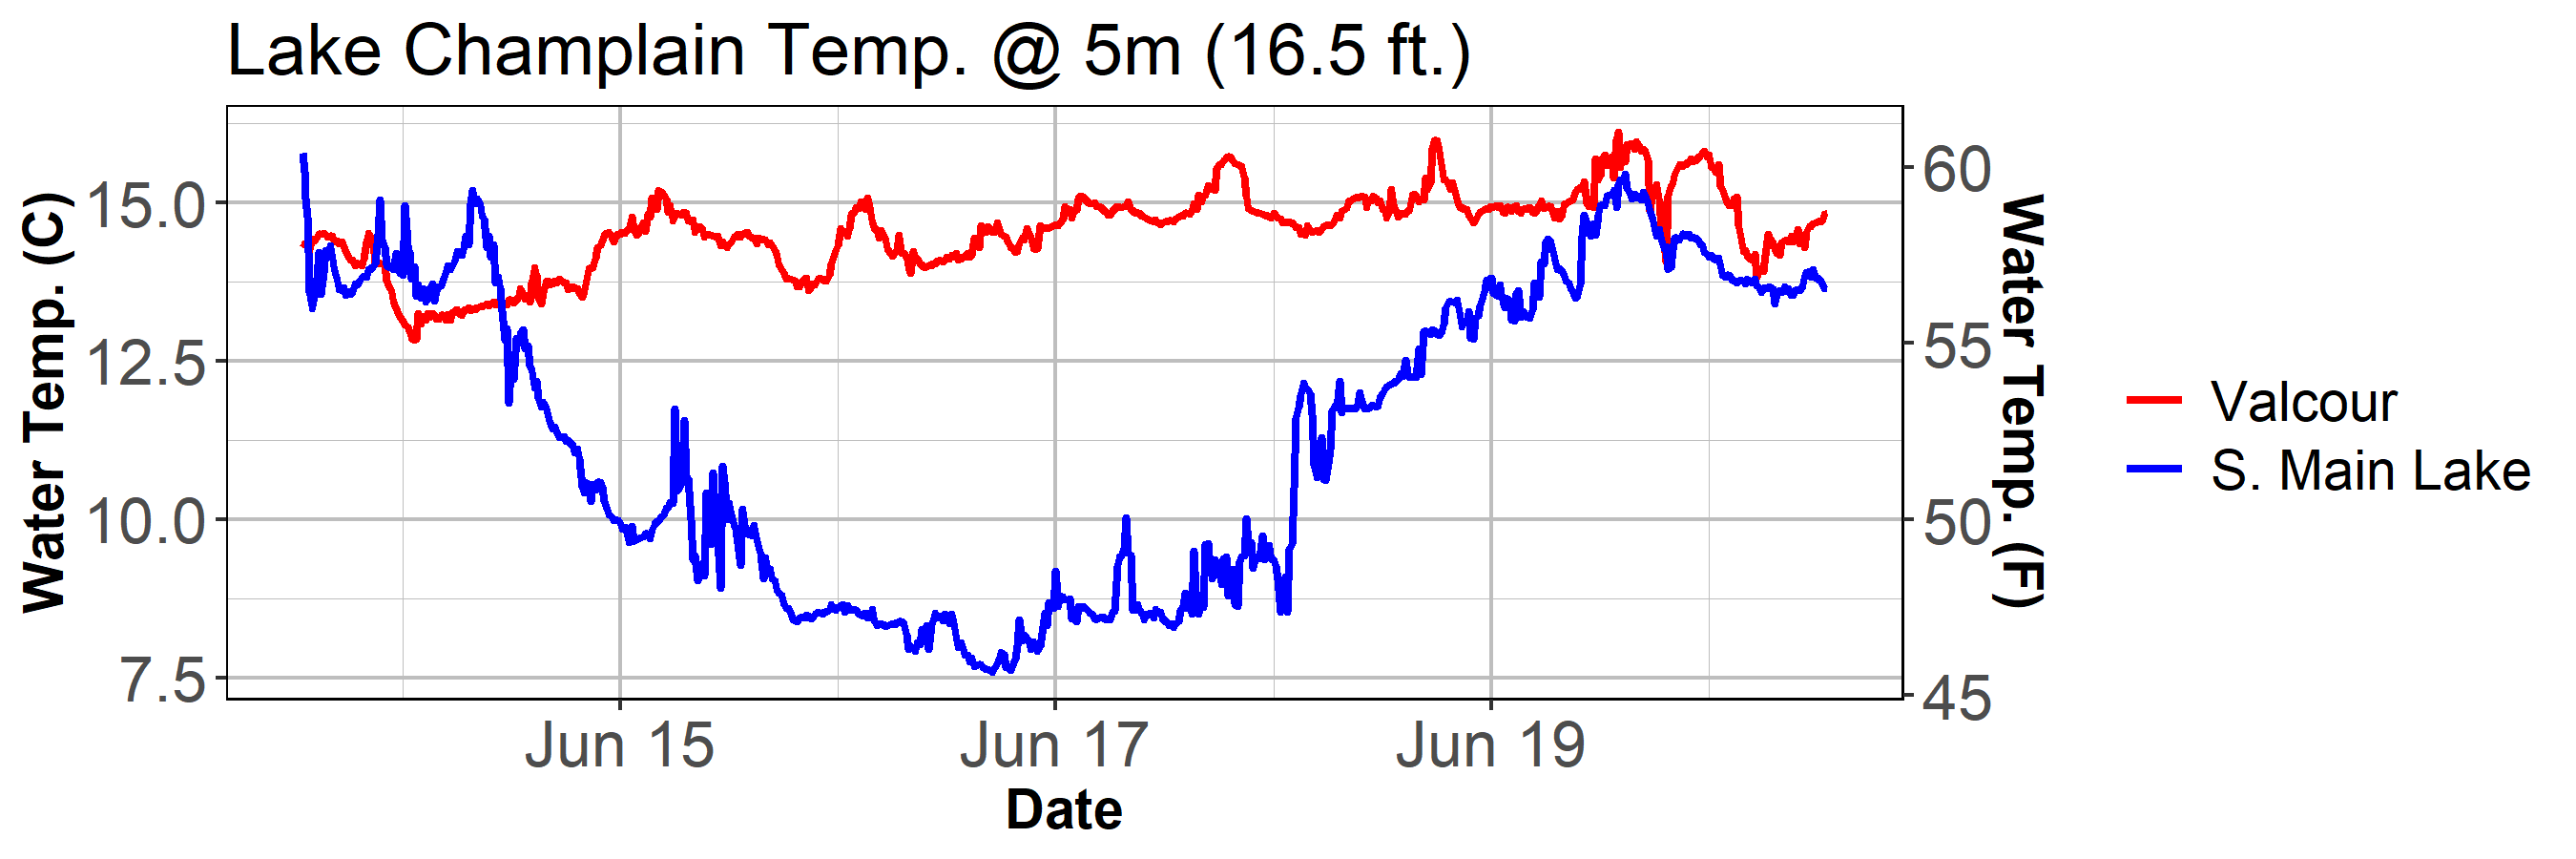 Lake Champlain Temp. @ 5m (16.5 ft.)
Water Temp. (C)
15.0
12.5
10.0
7.5
60
55
50
45
Water Temp. (F)
Jun 15
Jun 17
Jun 19
Date
Valcour
S. Main Lake